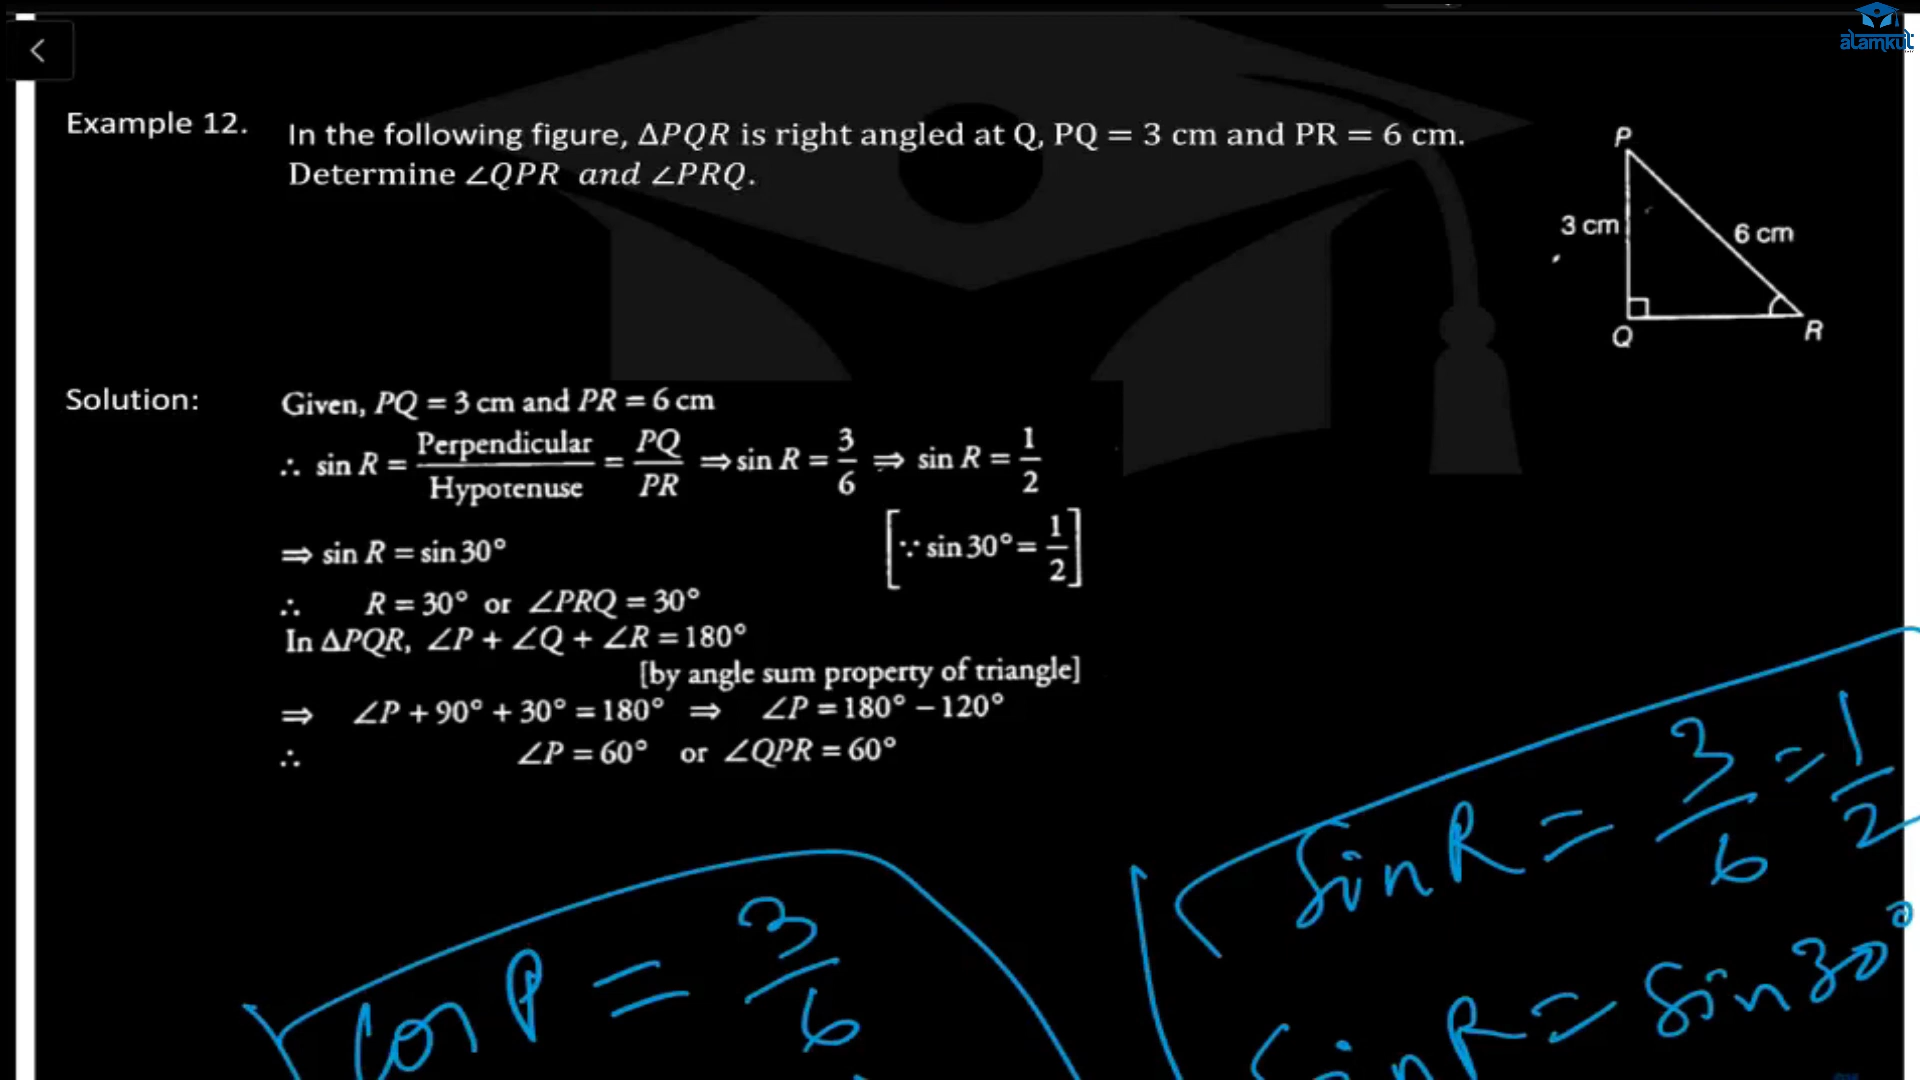 alamkut
Example 12. In the following figure, ΔPQR is right angled at Q, PQ = 3 cm and PR = 6 cm.
Determine ∠QPR and ∠PRQ.
P
3 cm
6 cm
Q
R
Solution: Given, PQ = 3 cm and PR = 6 cm
∴ sin R = Perpendicular/Hypotenuse = PQ/PR ⇒ sin R = 3/6 ⇒ sin R = 1/2
⇒ sin R = sin 30° [∵ sin 30° = 1/2]
∴ R = 30° or ∠PRQ = 30°
In ΔPQR, ∠P + ∠Q + ∠R = 180°
[by angle sum property of triangle]
⇒ ∠P + 90° + 30° = 180° ⇒ ∠P = 180° – 120°
∴ ∠P = 60° or ∠QPR = 60°
sin R = 3/6 = 1/2
cos P = 3/6
sin R = sin 30°